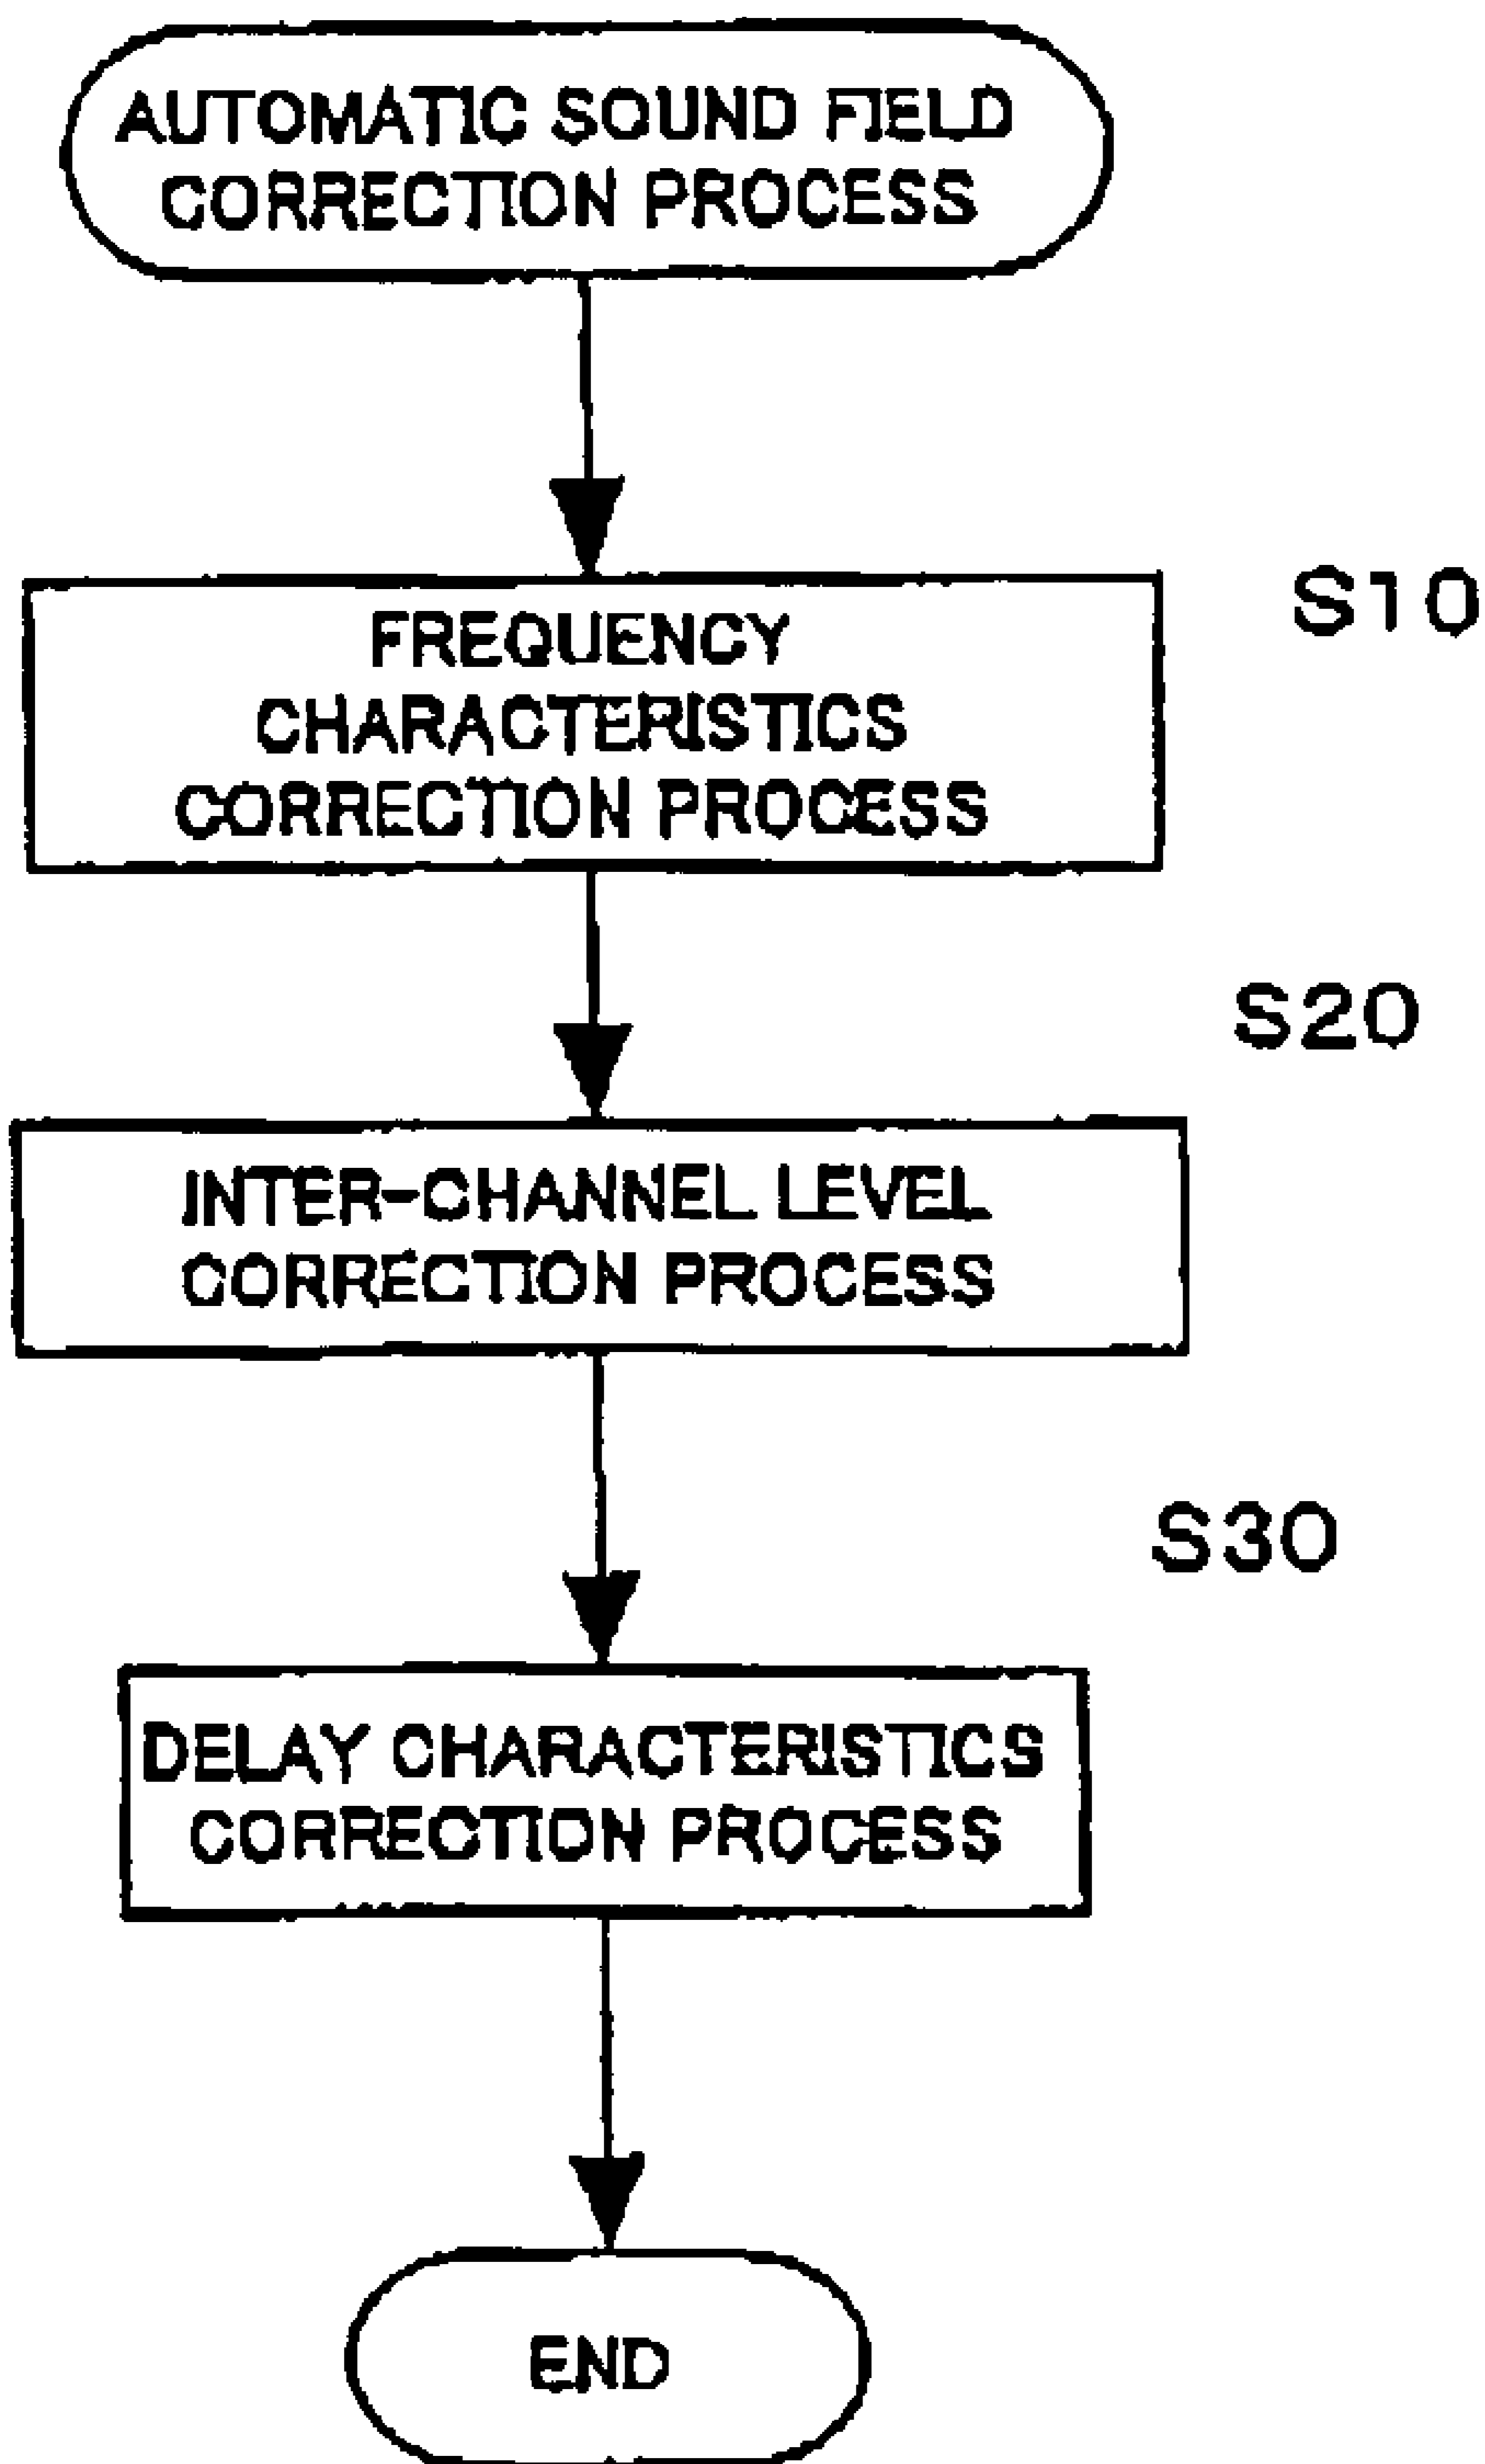 AUTOMATIC SOUND FIELD
CORRECTION PROCESS
S10
FREQUENCY
CHARACTERISTICS
CORRECTION PROCESS
S20
INTER-CHANNEL LEVEL
CORRECTION PROCESS
S30
DELAY CHARACTERISTICS
CORRECTION PROCESS
END